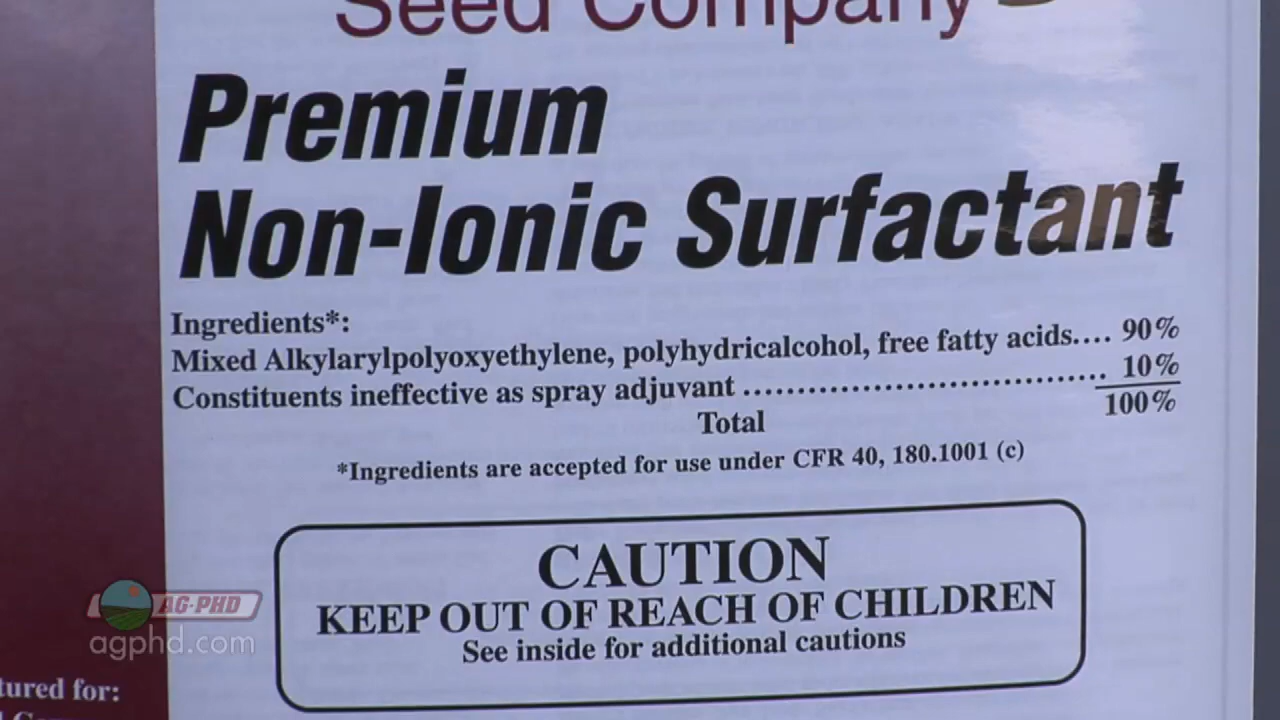 Seed Company
Premium
Non-Ionic Surfactant
Ingredients*:
Mixed Alkylarylpolyoxyethylene, polyhydricalcohol, free fatty acids.... 90%
Constituents ineffective as spray adjuvant ................................... 10%
Total 100%
*Ingredients are accepted for use under CFR 40, 180.1001 (c)
CAUTION
KEEP OUT OF REACH OF CHILDREN
See inside for additional cautions
AG·PHD
agphd.com
tured for: